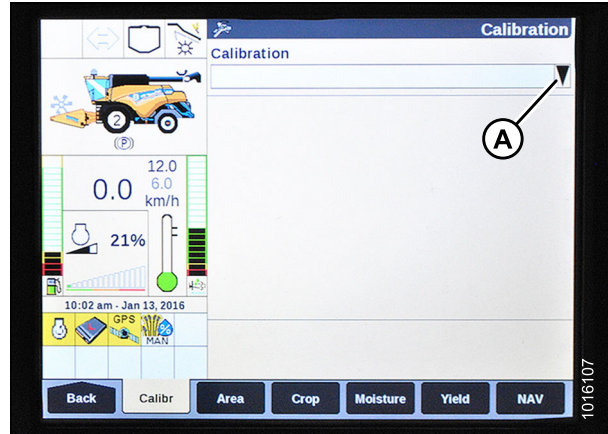 Calibration
Calibration
A
2
(P)
12.0
0.0
6.0
km/h
21%
10:02 am - Jan 13, 2016
GPS
MAN
Back
Calibr
Area
Crop
Moisture
Yield
NAV
1016107